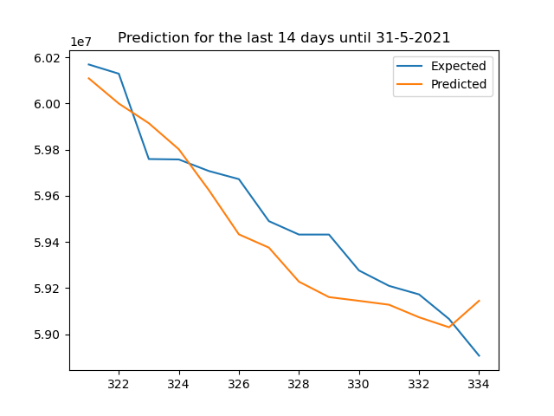 Prediction for the last 14 days until 31-5-2021
1e7
6.02
6.00
5.98
5.96
5.94
5.92
5.90
Expected
Predicted
322 324 326 328 330 332 334